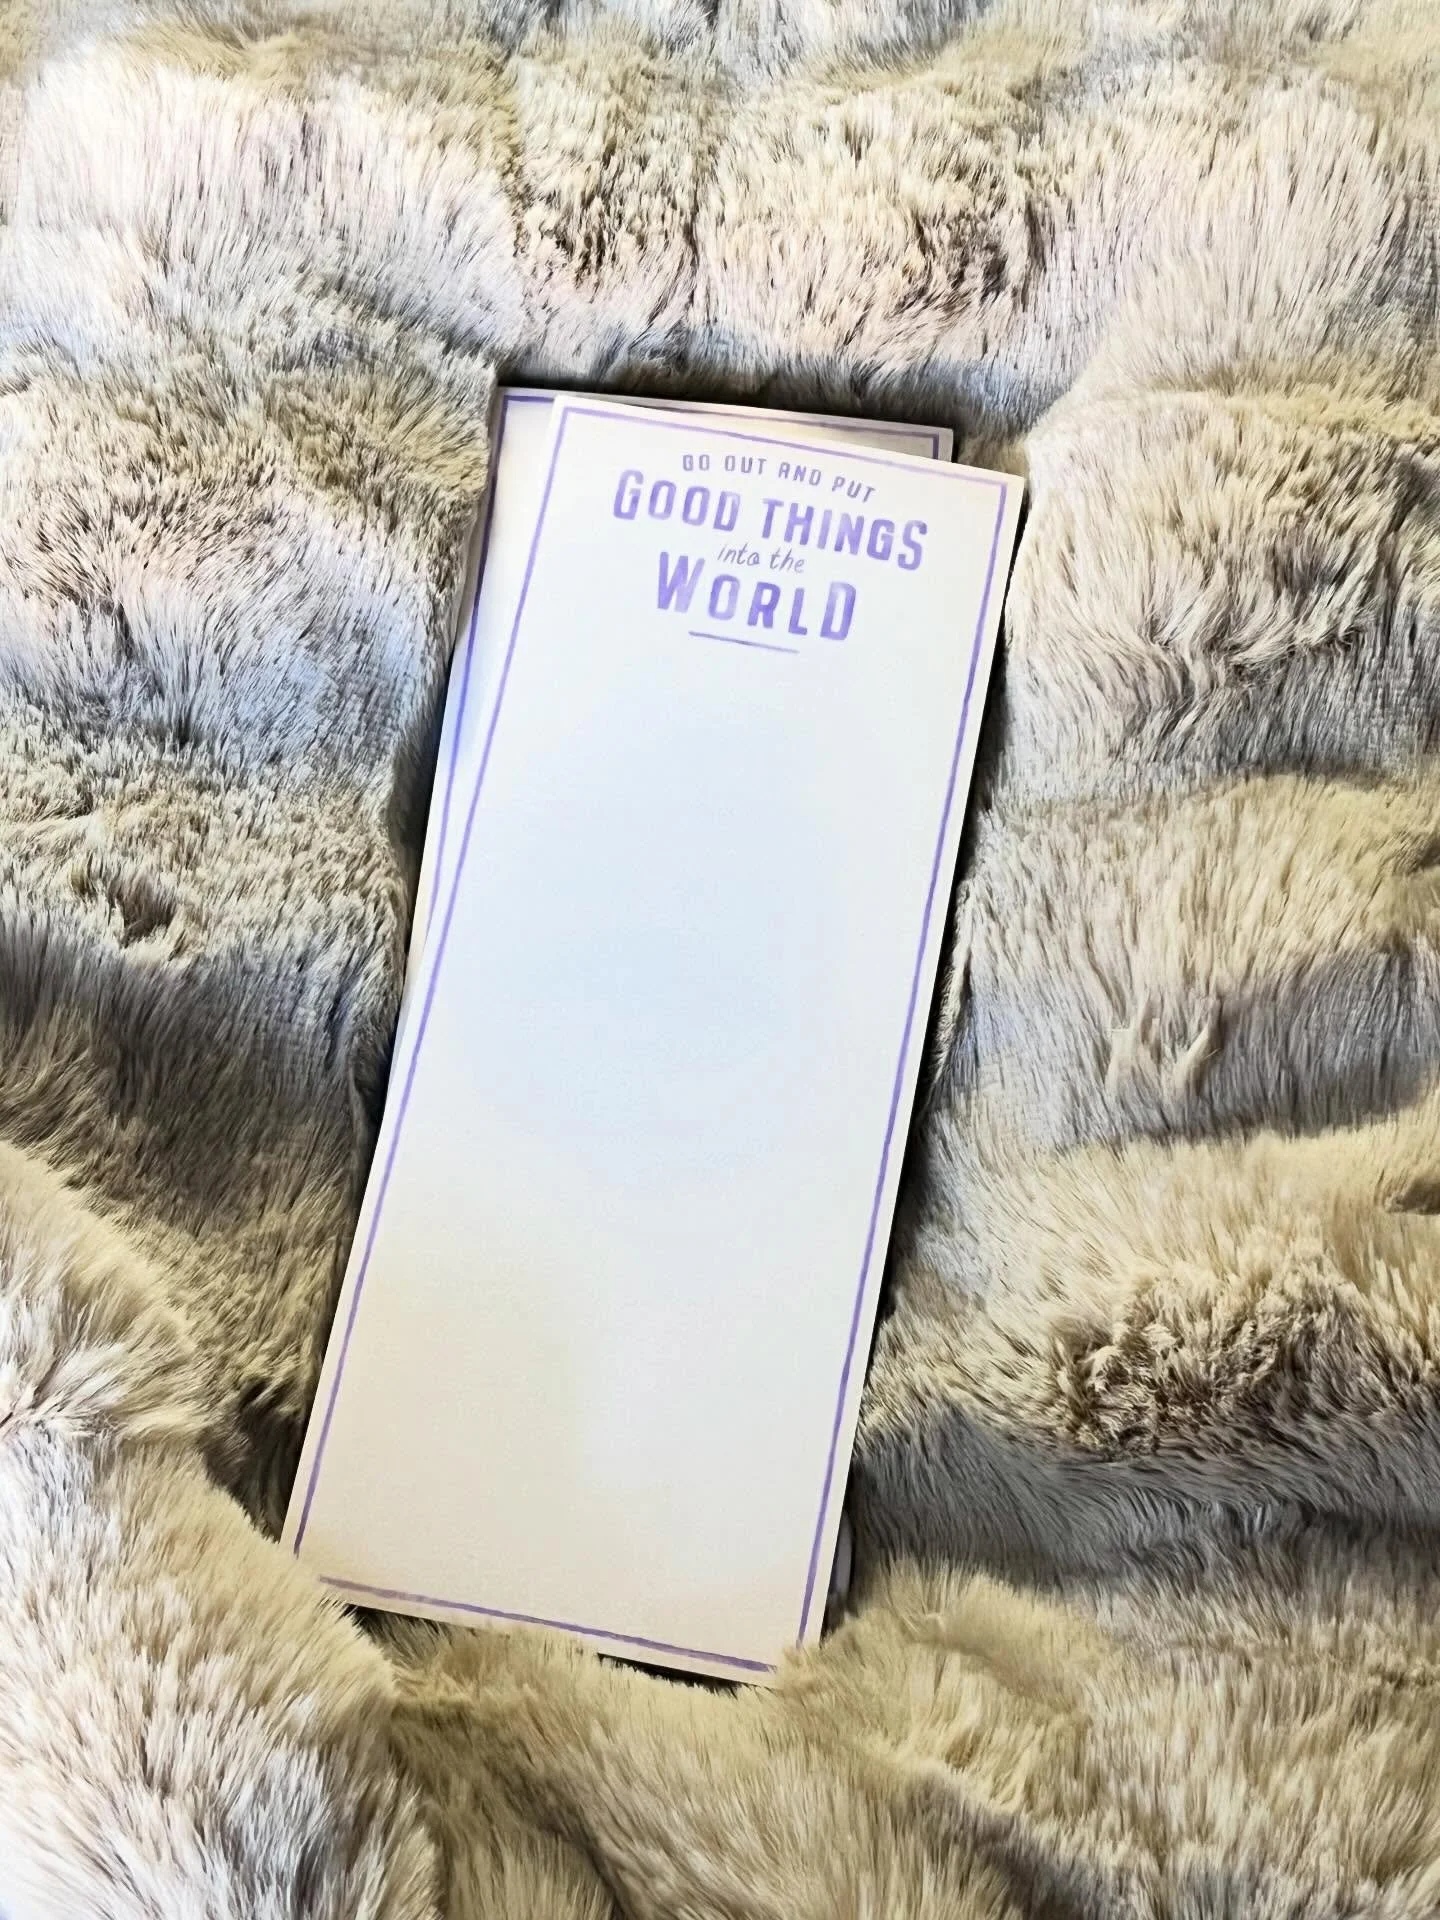 GO OUT AND PUT
GOOD THINGS
into the
WORLD